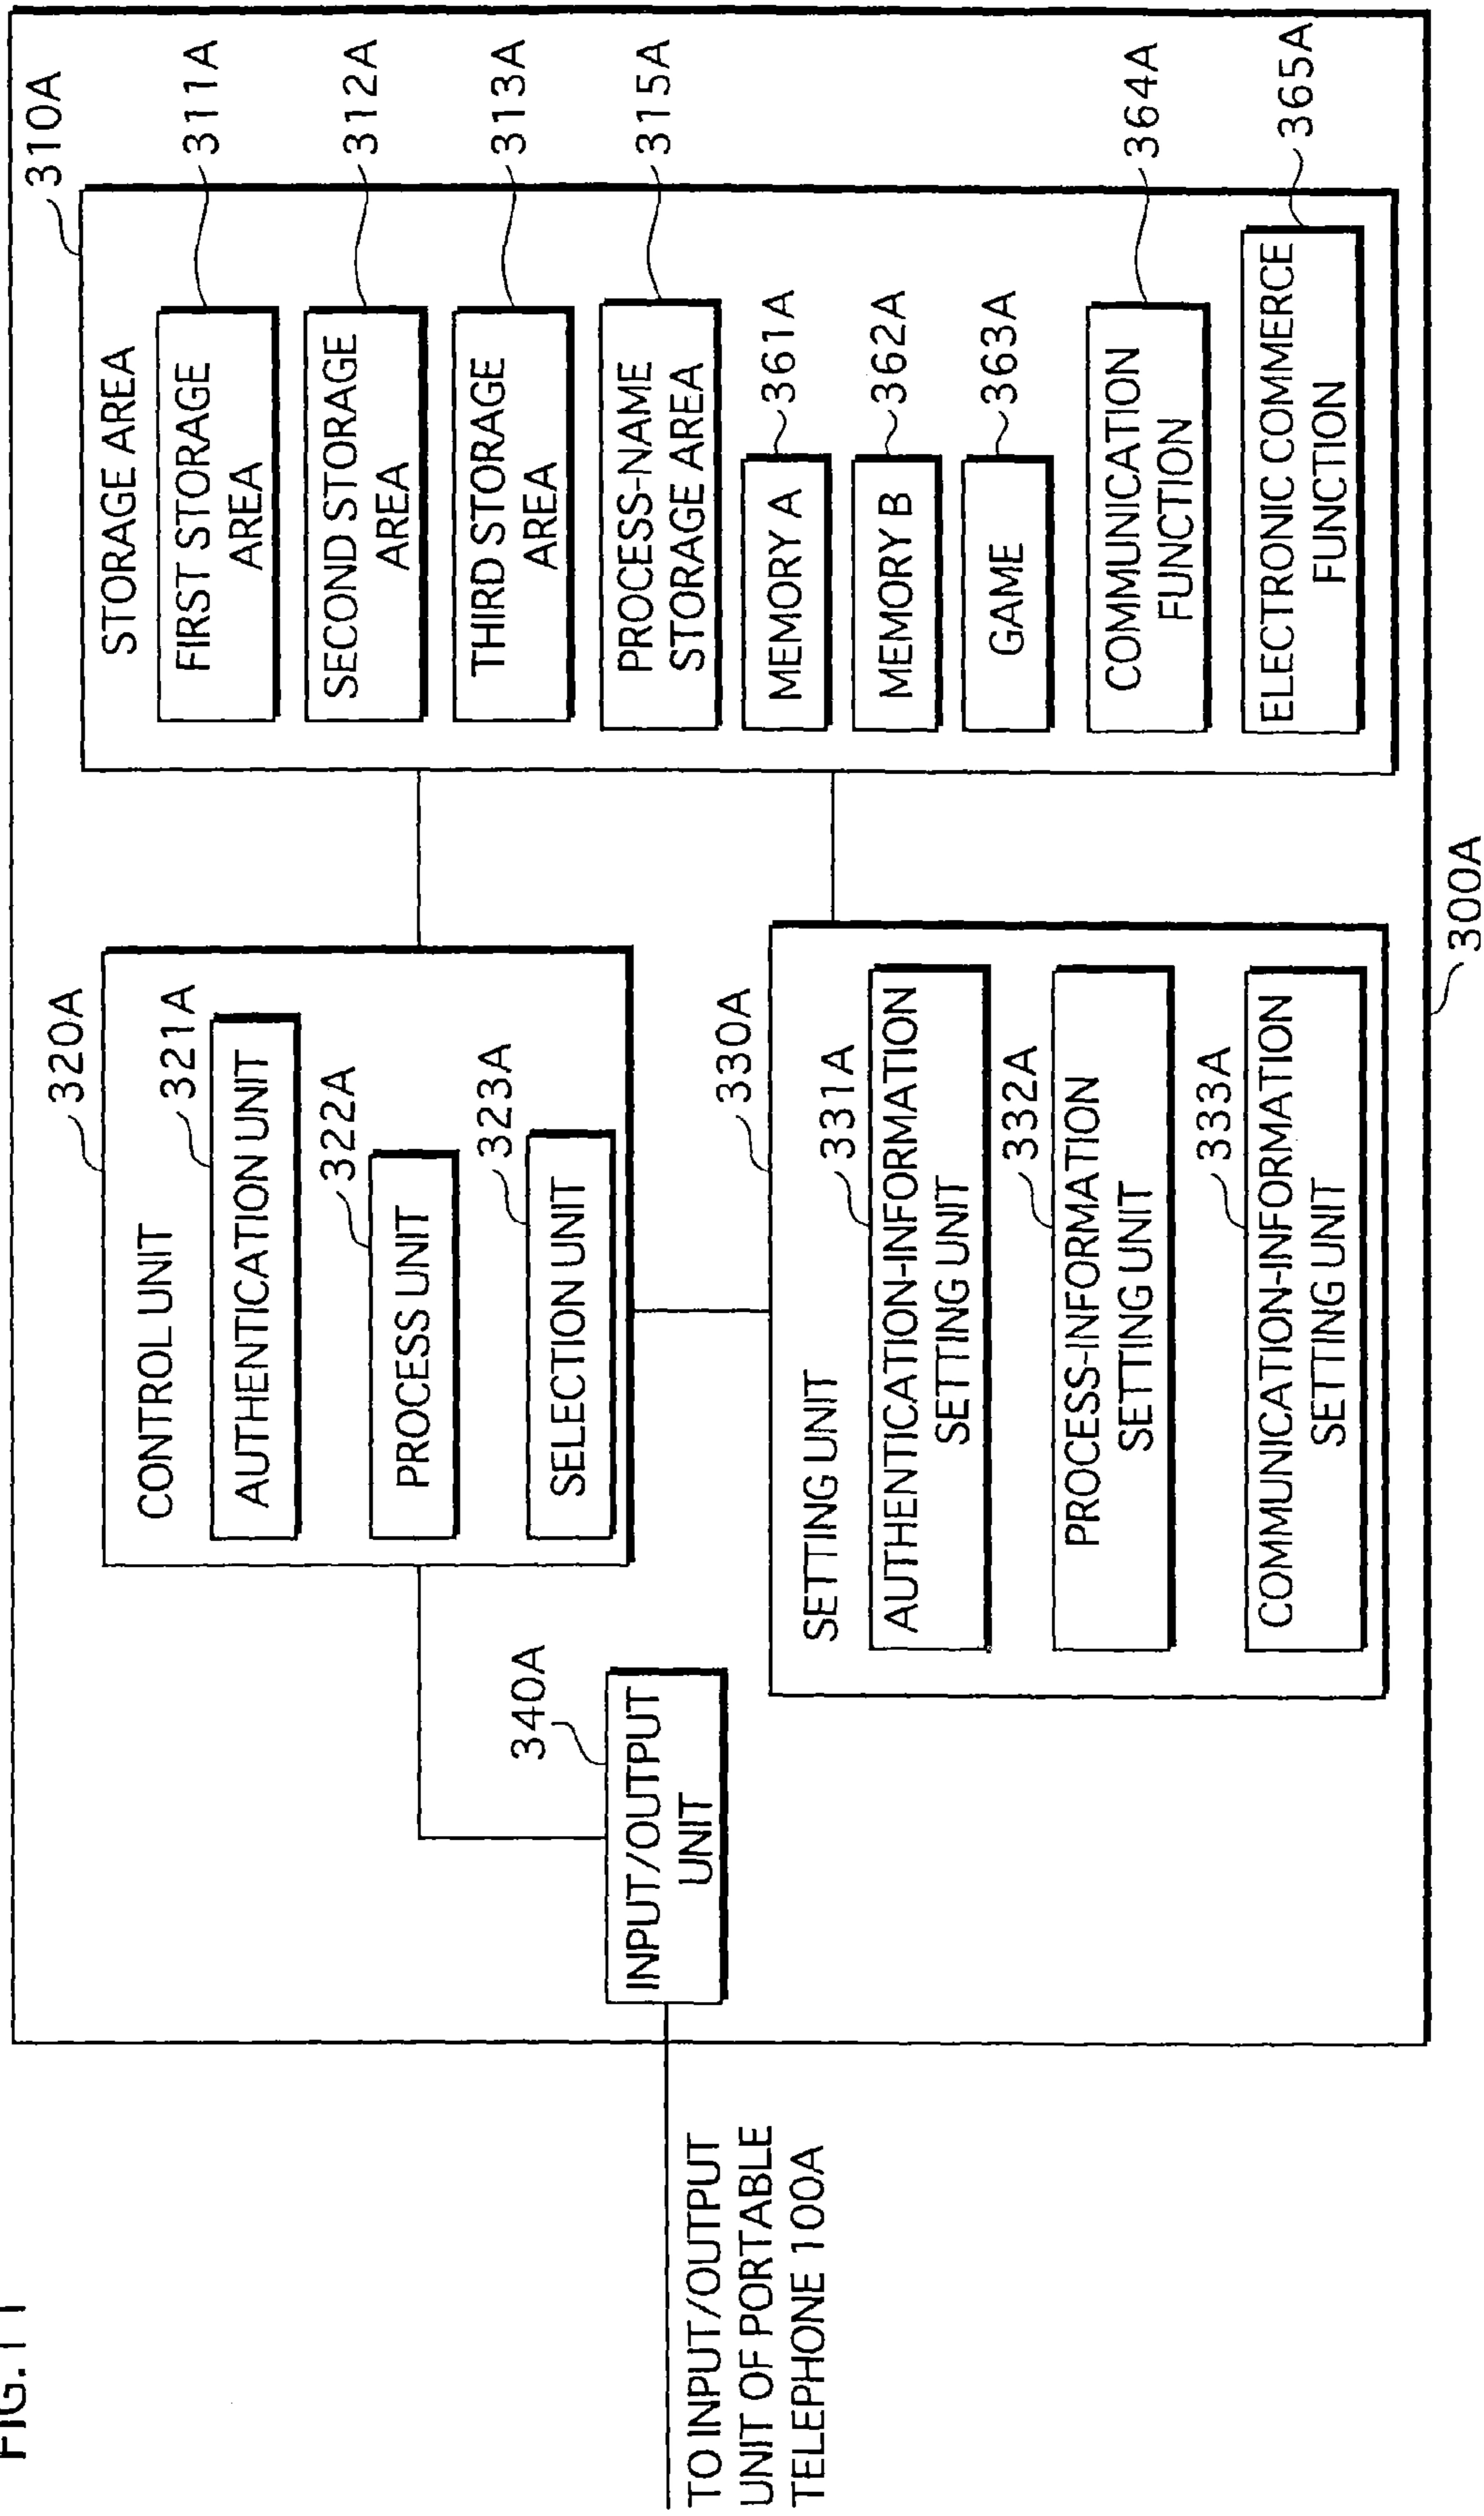 FIG.11
310A
STORAGE AREA
FIRST STORAGE
AREA
311A
SECOND STORAGE
AREA
312A
THIRD STORAGE
AREA
313A
PROCESS-NAME
STORAGE AREA
315A
MEMORY A
361A
MEMORY B
362A
GAME
363A
COMMUNICATION
FUNCTION
364A
ELECTRONIC COMMERCE
FUNCTION
365A
320A
CONTROL UNIT
321A
AUTHENTICATION UNIT
322A
PROCESS UNIT
323A
SELECTION UNIT
330A
SETTING UNIT
331A
AUTHENTICATION-INFORMATION
SETTING UNIT
332A
PROCESS-INFORMATION
SETTING UNIT
333A
COMMUNICATION-INFORMATION
SETTING UNIT
340A
INPUT/OUTPUT
UNIT
TO INPUT/OUTPUT
UNIT OF PORTABLE
TELEPHONE 100A
300A